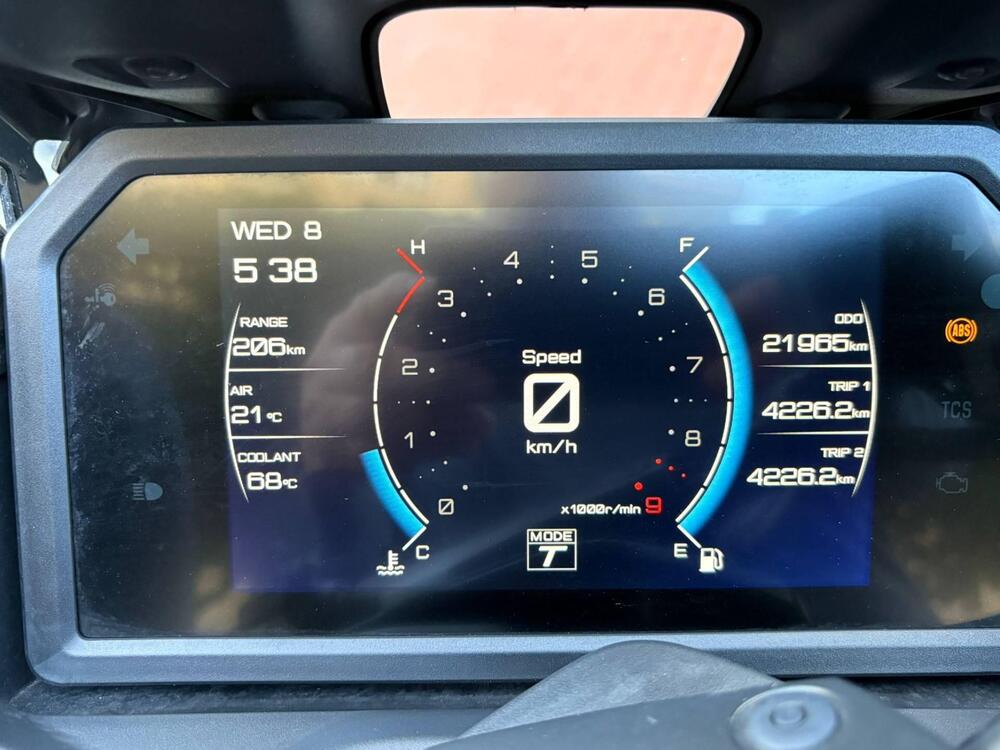 WED 8
5 38
RANGE
206km
AIR
21°C
COOLANT
68°C
H
C
0
1
2
3
4
5
6
7
8
9
x1000r/min
Speed
0
km/h
MODE
T
F
E
ODO
21965km
TRIP 1
4226.2km
TRIP 2
4226.2km
ABS
TCS